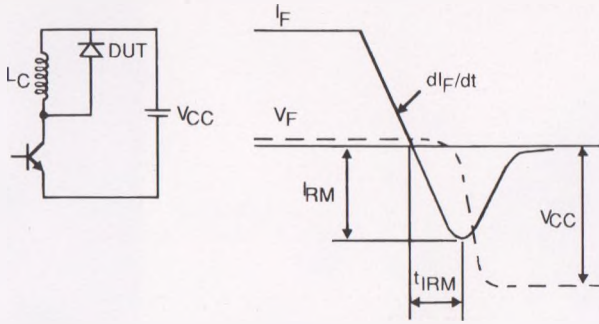 L_C
DUT
V_CC
I_F
dI_F/dt
V_F
I_RM
V_CC
t_IRM